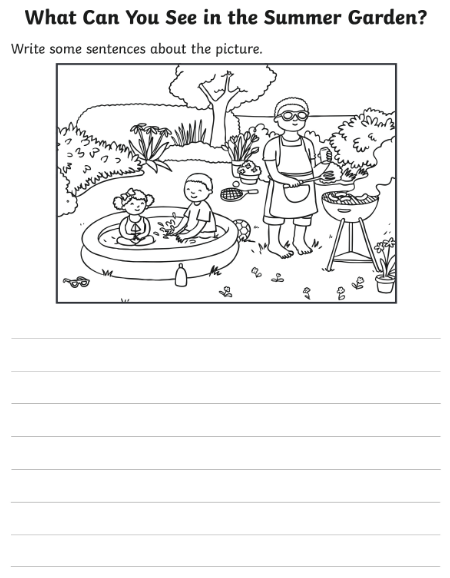 What Can You See in the Summer Garden?
Write some sentences about the picture.